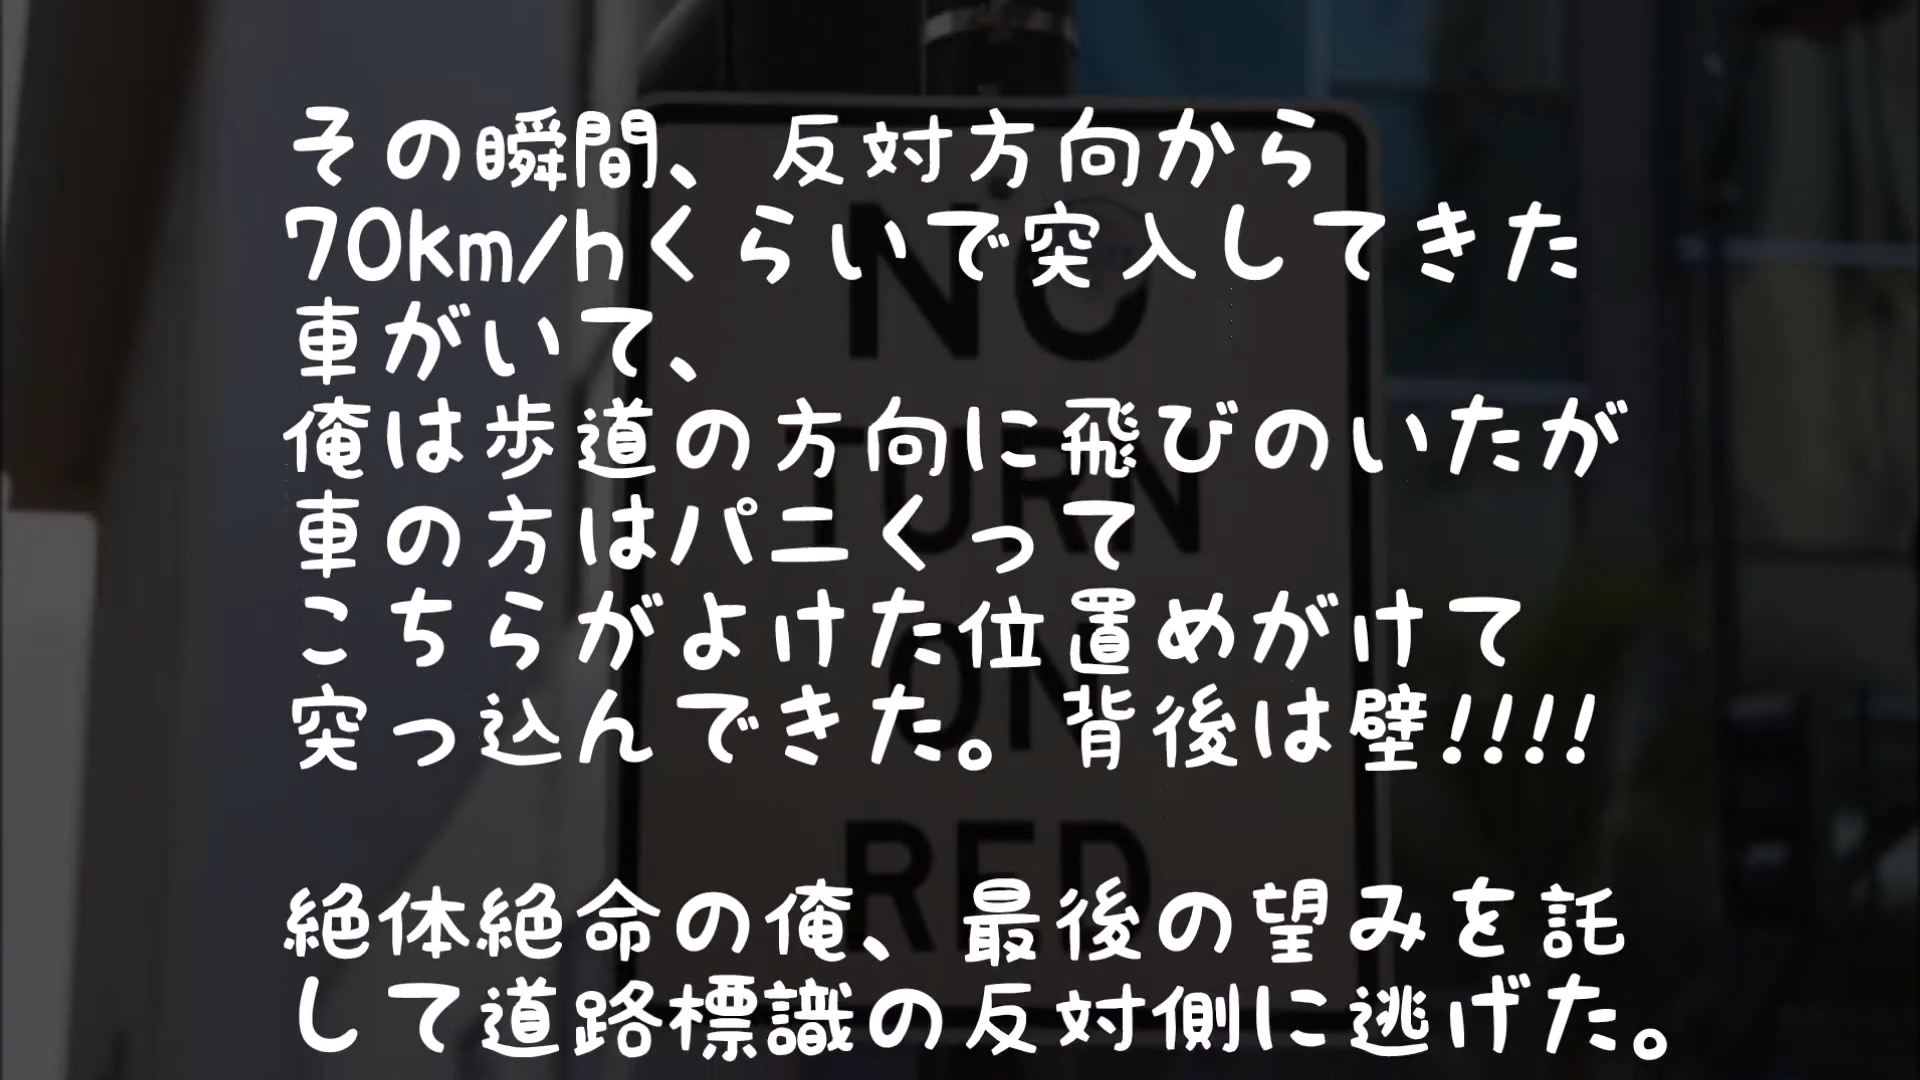 その瞬間、反対方向から
70km/hくらいで突入してきた
車がいて、
俺は歩道の方向に飛びのいたが
車の方はパニくって
こちらがよけた位置めがけて
突っ込んできた。背後は壁!!!!
絶体絶命の俺、最後の望みを託
して道路標識の反対側に逃げた。
NO
TURN
ON
RED